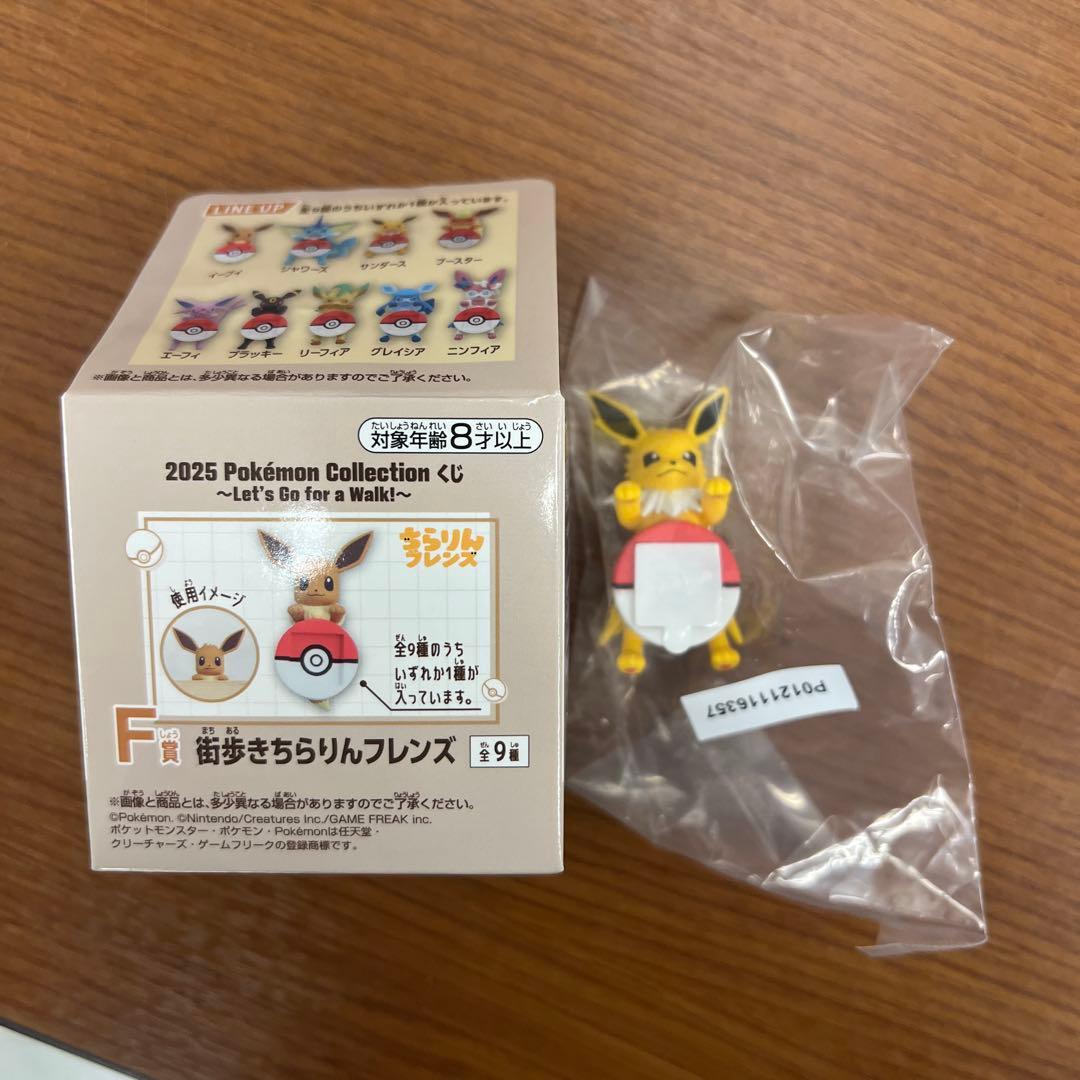 LINE UP 全9種のうちいずれか1種が入っています。
イーブイ シャワーズ サンダース ブースター
エーフィ ブラッキー リーフィア グレイシア ニンフィア
※画像と商品とは、多少異なる場合がありますのでご了承ください。
対象年齢8才以上
2025 Pokémon Collection くじ
～Let's Go for a Walk!～
ちらりん
フレンズ
使用イメージ
全9種のうち
いずれか1種が
入っています。
F賞 街歩きちらりんフレンズ 全9種
※画像と商品とは、多少異なる場合がありますのでご了承ください。
©Pokémon. ©Nintendo/Creatures Inc./GAME FREAK inc.
ポケットモンスター・ポケモン・Pokémonは任天堂・
クリーチャーズ・ゲームフリークの登録商標です。
P0121116357